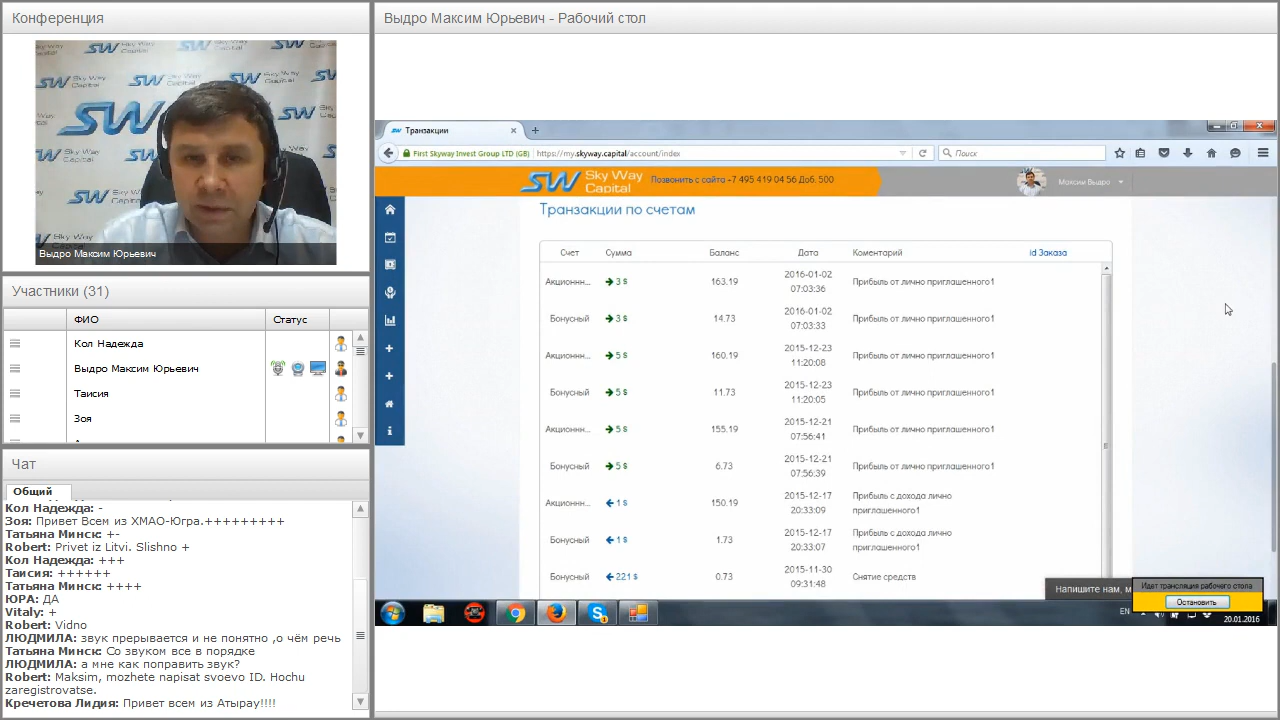 Конференция
Sky Way
Capital
SW
Выдро Максим Юрьевич
Участники (31)
ФИО
Статус
Кол Надежда
Выдро Максим Юрьевич
Таисия
Зоя
Чат
Общий
Кол Надежда: -
Зоя: Привет Всем из ХМАО-Югра.+++++++++
Татьяна Минск: +-
Robert: Privet iz Litvi. Slishno +
Кол Надежда: +++
Таисия: ++++++
Татьяна Минск: ++++
ЮРА: ДА
Vitaly: +
Robert: Vidno
ЛЮДМИЛА: звук прерывается и не понятно ,о чём речь
Татьяна Минск: Со звуком все в порядке
ЛЮДМИЛА: а мне как поправить звук?
Robert: Maksim, mozhete napisat svoevo ID. Hochu
zaregistrovatse.
Кречетова Лидия: Привет всем из Атырау!!!!
Выдро Максим Юрьевич - Рабочий стол
Транзакции
First Skyway Invest Group LTD (GB)
https://my.skyway.capital/account/index
Поиск
SW Sky Way
Capital
Позвонить с сайта +7 495 419 04 56 Доб. 500
Максим Выдро
Транзакции по счетам
Счет Сумма Баланс Дата Коментарий id Заказа
Акционн... → 3 $ 163.19 2016-01-02 07:03:36 Прибыль от лично приглашенного1
Бонусный → 3 $ 14.73 2016-01-02 07:03:33 Прибыль от лично приглашенного1
Акционн... → 5 $ 160.19 2015-12-23 11:20:08 Прибыль от лично приглашенного1
Бонусный → 5 $ 11.73 2015-12-23 11:20:05 Прибыль от лично приглашенного1
Акционн... → 5 $ 155.19 2015-12-21 07:56:41 Прибыль от лично приглашенного1
Бонусный → 5 $ 6.73 2015-12-21 07:56:39 Прибыль от лично приглашенного1
Акционн... ← 1 $ 150.19 2015-12-17 20:33:09 Прибыль с дохода лично приглашенного1
Бонусный ← 1 $ 1.73 2015-12-17 20:33:07 Прибыль с дохода лично приглашенного1
Бонусный ← 221 $ 0.73 2015-11-30 09:31:48 Снятие средств
Напишите нам, м
Идет трансляция рабочего стола
Остановить
EN
20.01.2016